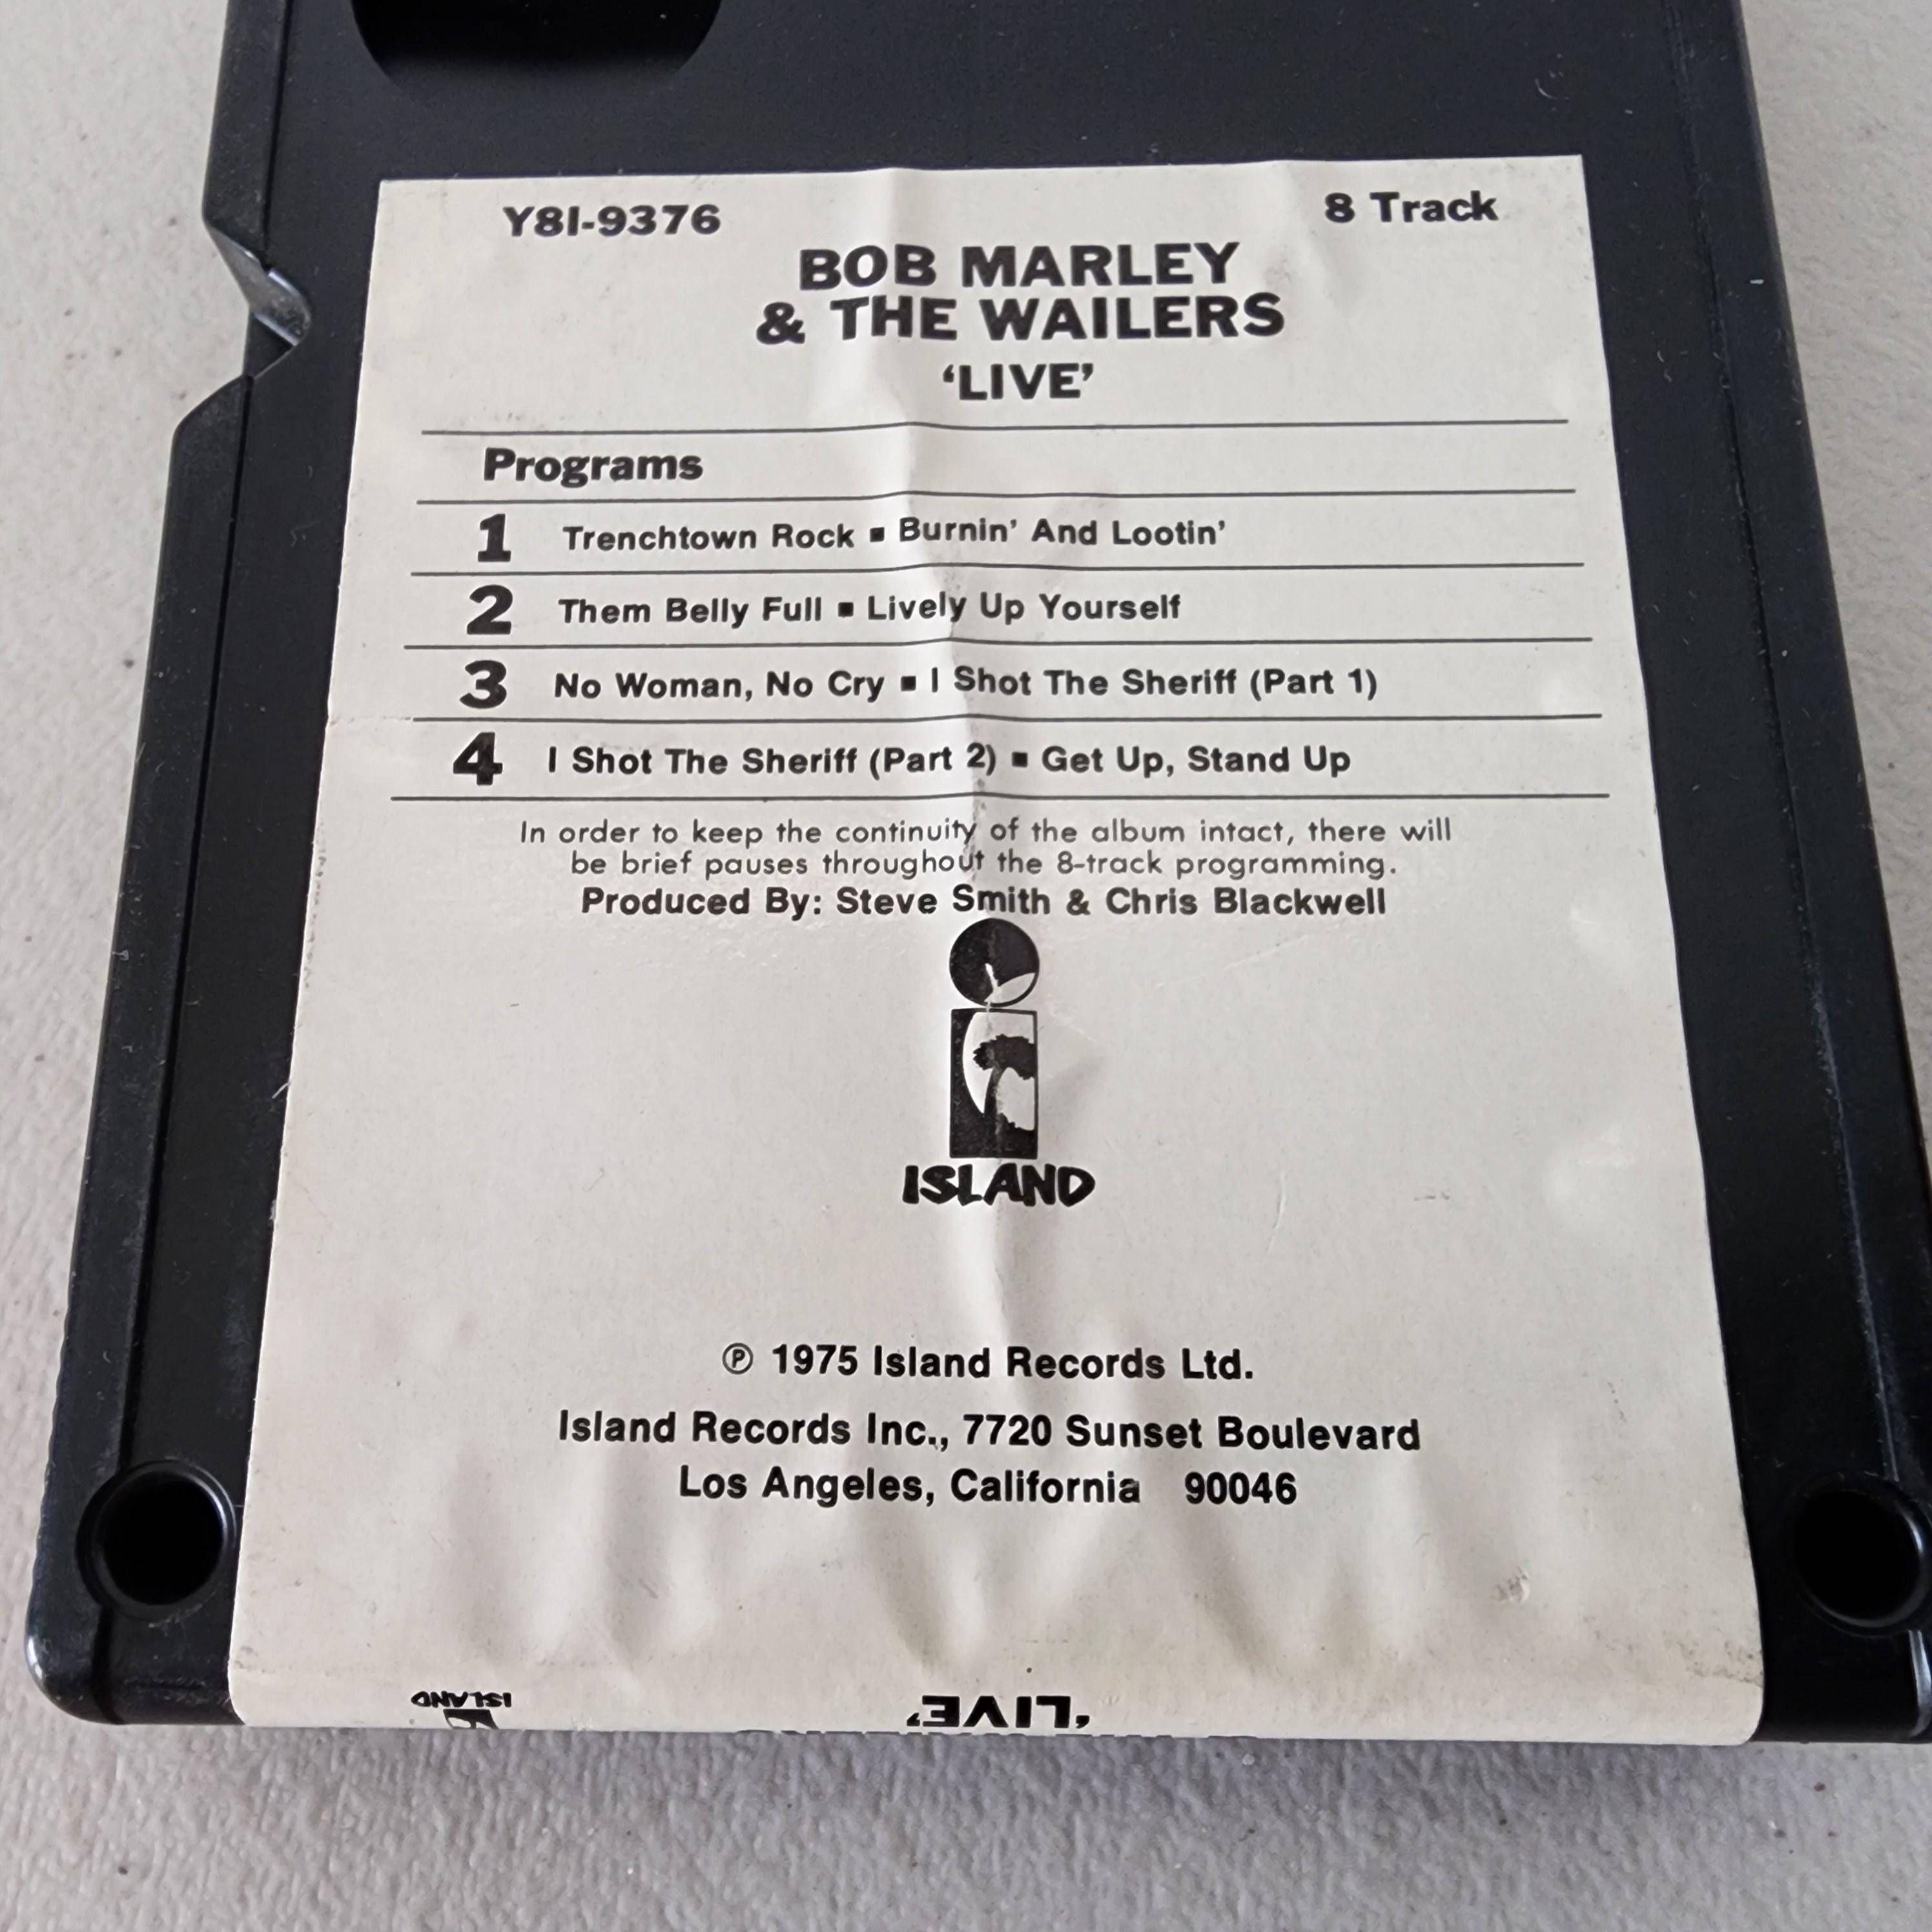 Y8I-9376 8 Track
BOB MARLEY
& THE WAILERS
‘LIVE’
Programs
1 Trenchtown Rock ▪ Burnin’ And Lootin’
2 Them Belly Full ▪ Lively Up Yourself
3 No Woman, No Cry ▪ I Shot The Sheriff (Part 1)
4 I Shot The Sheriff (Part 2) ▪ Get Up, Stand Up
In order to keep the continuity of the album intact, there will
be brief pauses throughout the 8-track programming.
Produced By: Steve Smith & Chris Blackwell
ISLAND
℗ 1975 Island Records Ltd.
Island Records Inc., 7720 Sunset Boulevard
Los Angeles, California 90046
ISLAND
‘LIVE’